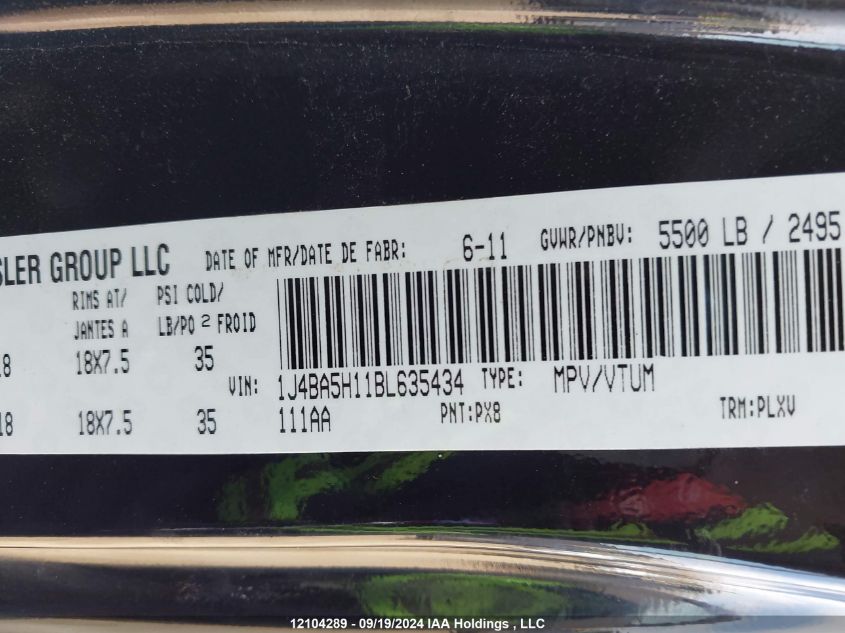 SLER GROUP LLC DATE OF MFR/DATE DE FABR: 6-11 GVWR/PNBV: 5500 LB / 2495
RIMS AT/ PSI COLD/
JANTES A LB/PO 2 FROID
18 18X7.5 35
VIN: 1J4BA5H11BL635434 TYPE: MPV/VTUM
18 18X7.5 35 111AA PNT:PX8 TRM:PLXV
12104289 - 09/19/2024 IAA Holdings , LLC